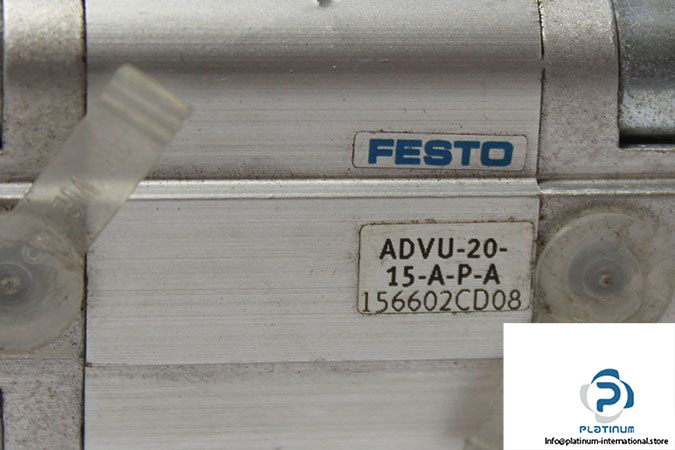 FESTO
ADVU-20-
15-A-P-A
156602CD08
PLATINUM
Info@platinum-international.store